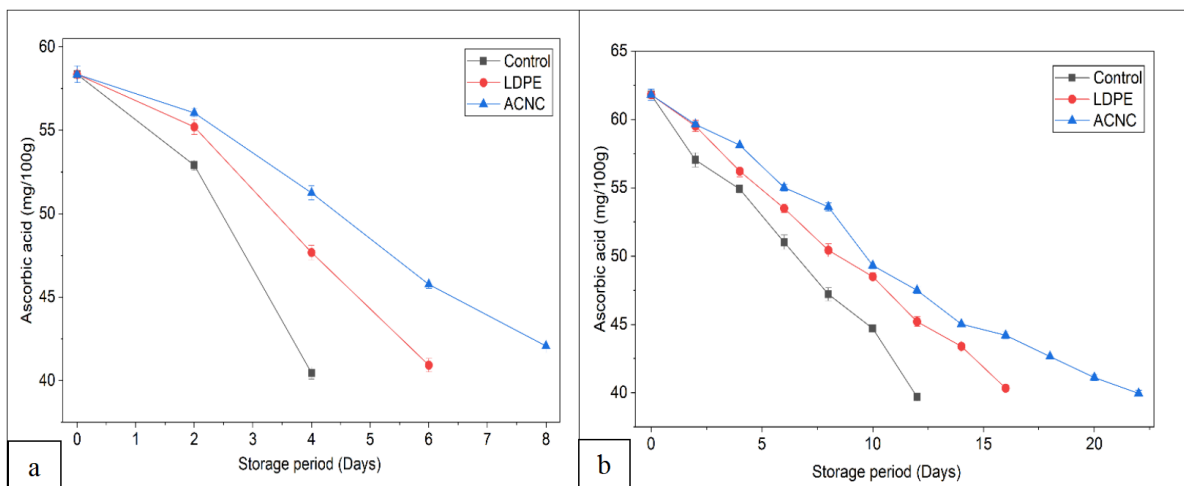 60
55
50
45
40
Ascorbic acid (mg/100g)
Control
LDPE
ACNC
0 1 2 3 4 5 6 7 8
Storage period (Days)
a
65
60
55
50
45
40
Ascorbic acid (mg/100g)
Control
LDPE
ACNC
0 5 10 15 20
Storage period (Days)
b